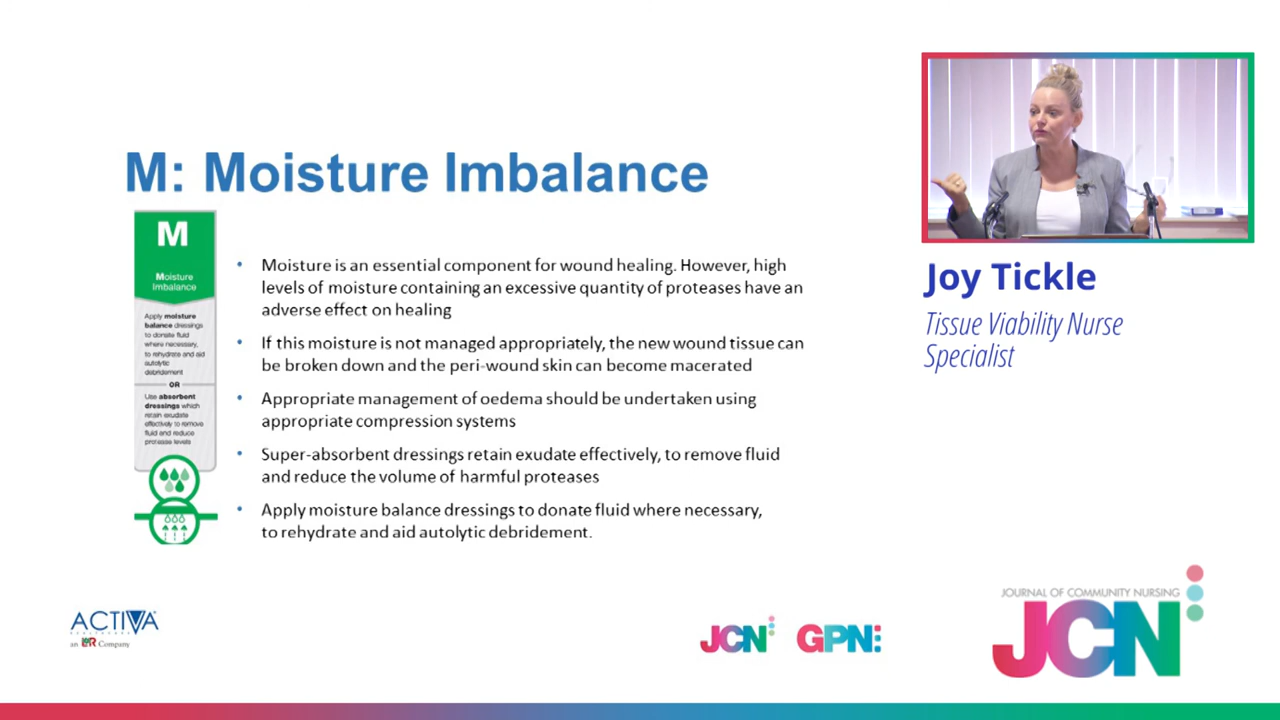 M: Moisture Imbalance
M
Moisture
Imbalance
Apply moisture
balance dressings
to donate fluid
where necessary,
to rehydrate and aid
autolytic
debridement
OR
Use absorbent
dressings which
retain exudate
effectively to remove
fluid and reduce
protease levels
• Moisture is an essential component for wound healing. However, high
levels of moisture containing an excessive quantity of proteases have an
adverse effect on healing
• If this moisture is not managed appropriately, the new wound tissue can
be broken down and the peri-wound skin can become macerated
• Appropriate management of oedema should be undertaken using
appropriate compression systems
• Super-absorbent dressings retain exudate effectively, to remove fluid
and reduce the volume of harmful proteases
• Apply moisture balance dressings to donate fluid where necessary,
to rehydrate and aid autolytic debridement.
Joy Tickle
Tissue Viability Nurse
Specialist
ACTIVA
HEALTHCARE
an L&R Company
JCN
GPN
JOURNAL OF COMMUNITY NURSING
JCN